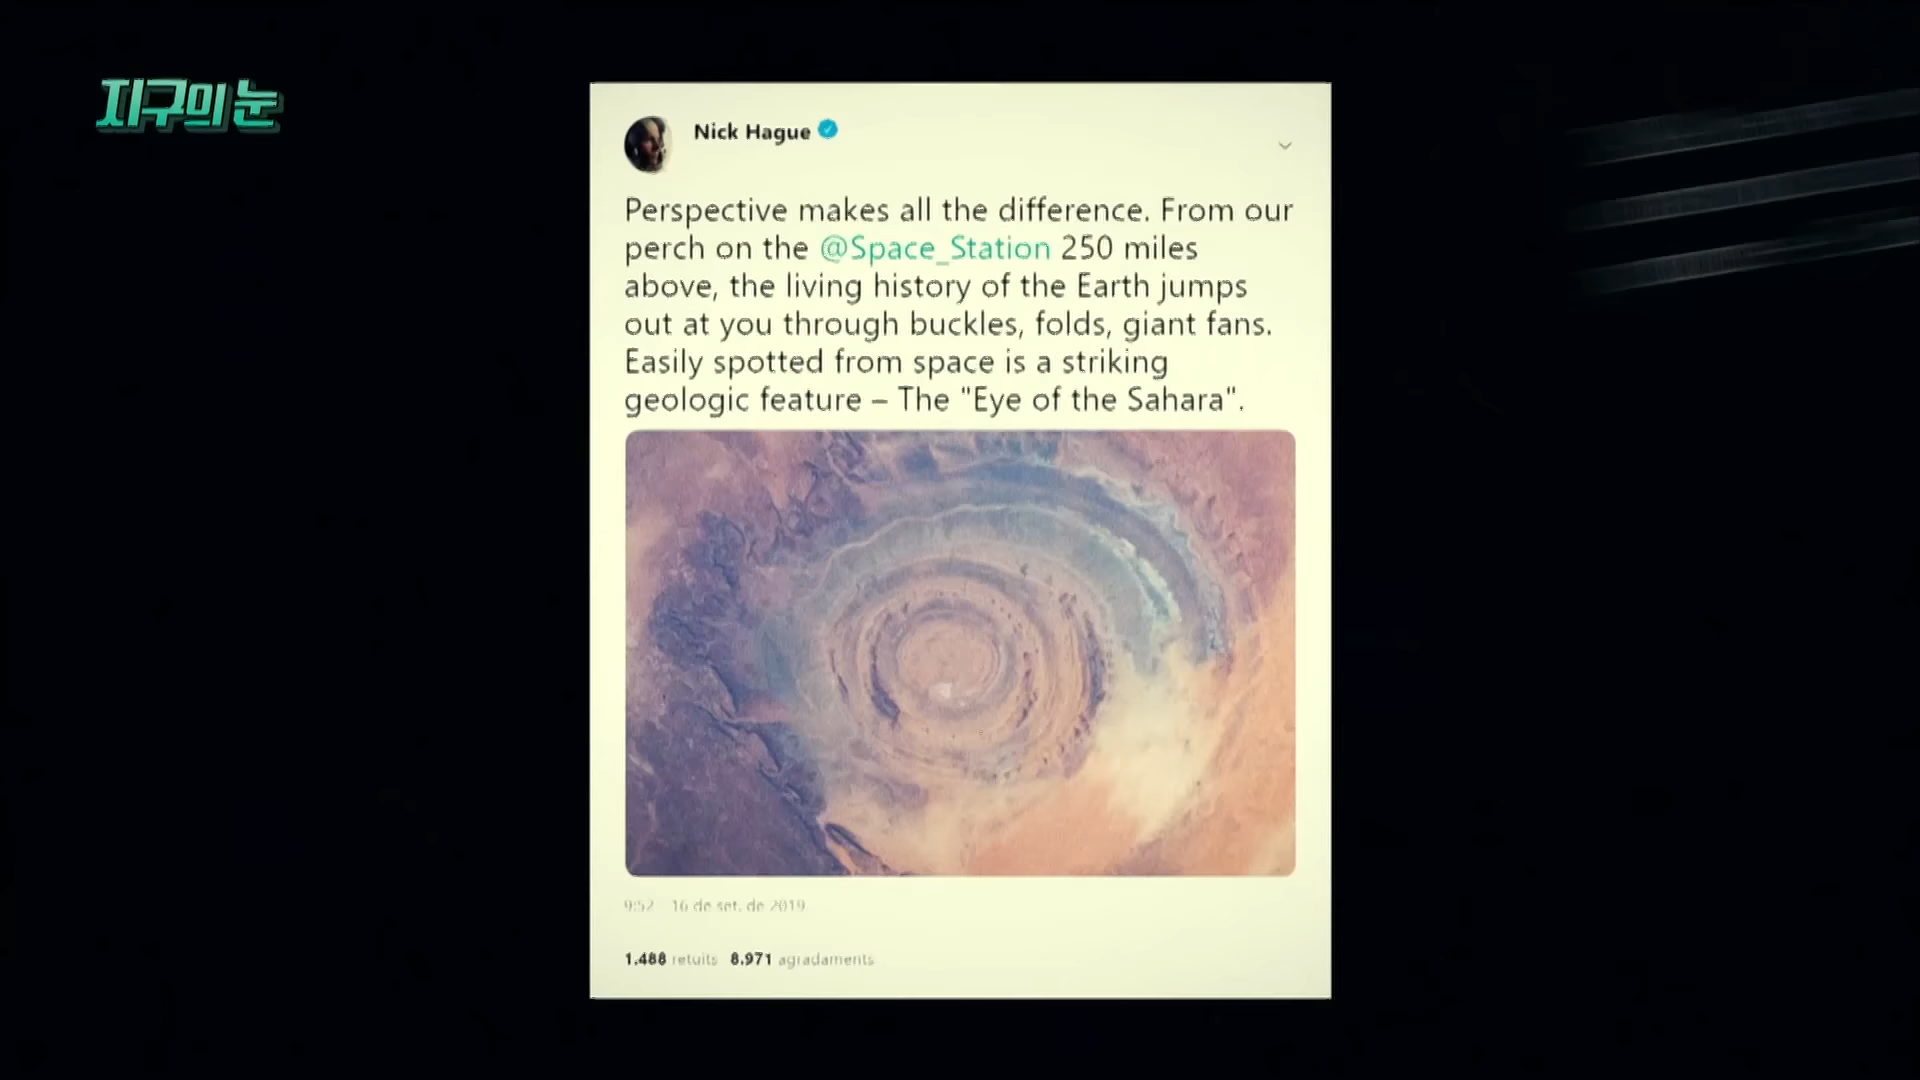 지구의 눈
Nick Hague
Perspective makes all the difference. From our
perch on the @Space_Station 250 miles
above, the living history of the Earth jumps
out at you through buckles, folds, giant fans.
Easily spotted from space is a striking
geologic feature – The "Eye of the Sahara".
9:52 16 de set. de 2019
1.488 retuits 8.971 agradaments